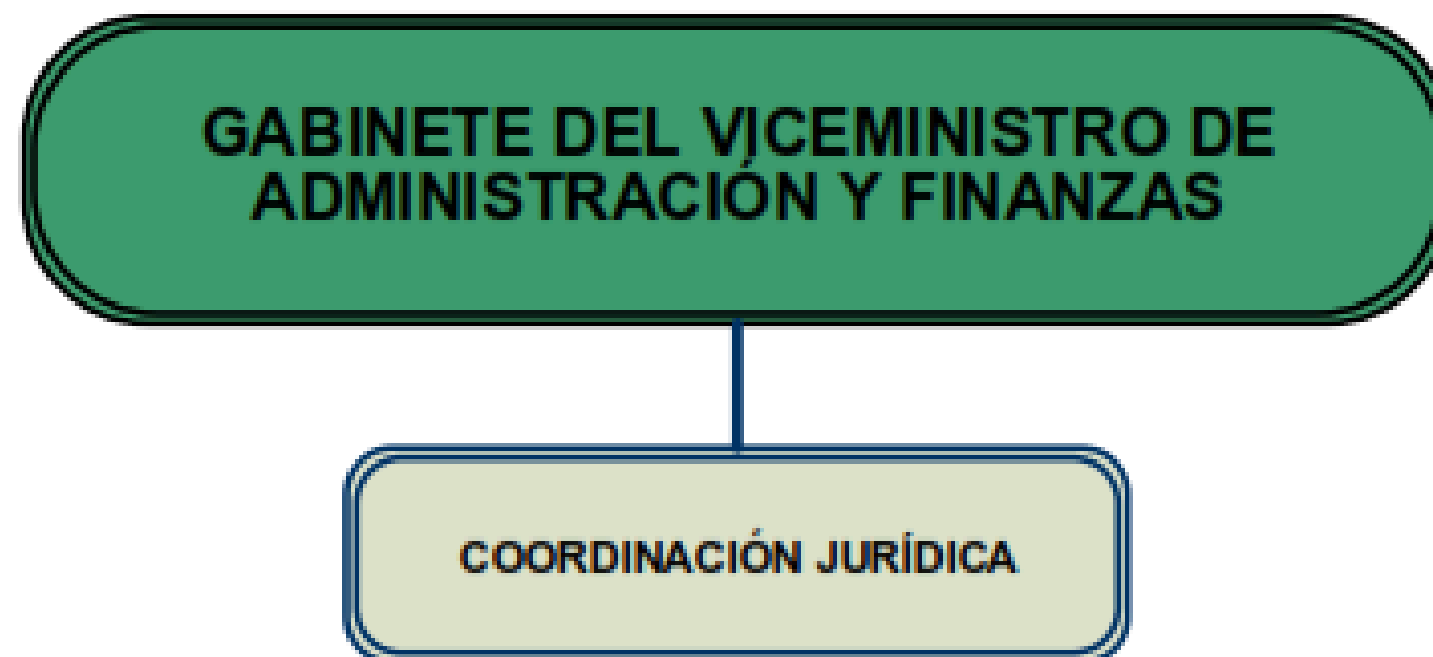 GABINETE DEL VICEMINISTRO DE
ADMINISTRACIÓN Y FINANZAS
COORDINACIÓN JURÍDICA